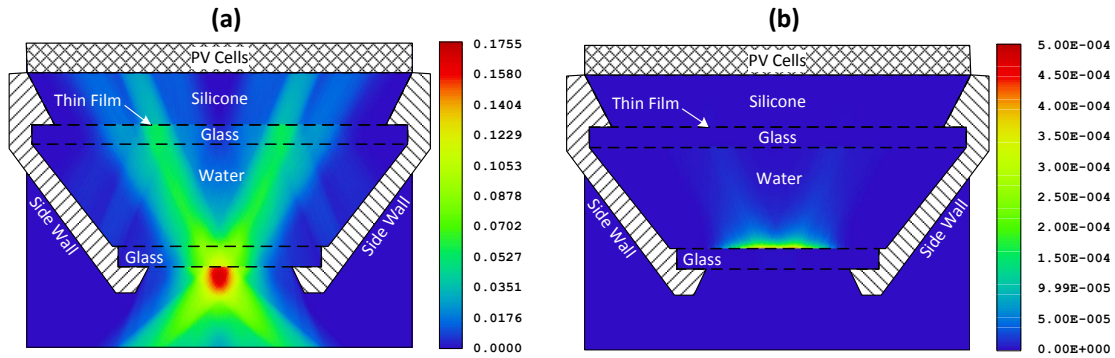 (a)
PV Cells
Silicone
Thin Film
Glass
Water
Side Wall
Side Wall
Glass
0.1755
0.1580
0.1404
0.1229
0.1053
0.0878
0.0702
0.0527
0.0351
0.0176
0.0000
(b)
PV Cells
Silicone
Thin Film
Glass
Water
Side Wall
Side Wall
Glass
5.00E-004
4.50E-004
4.00E-004
3.50E-004
3.00E-004
2.50E-004
2.00E-004
1.50E-004
9.99E-005
5.00E-005
0.00E+000